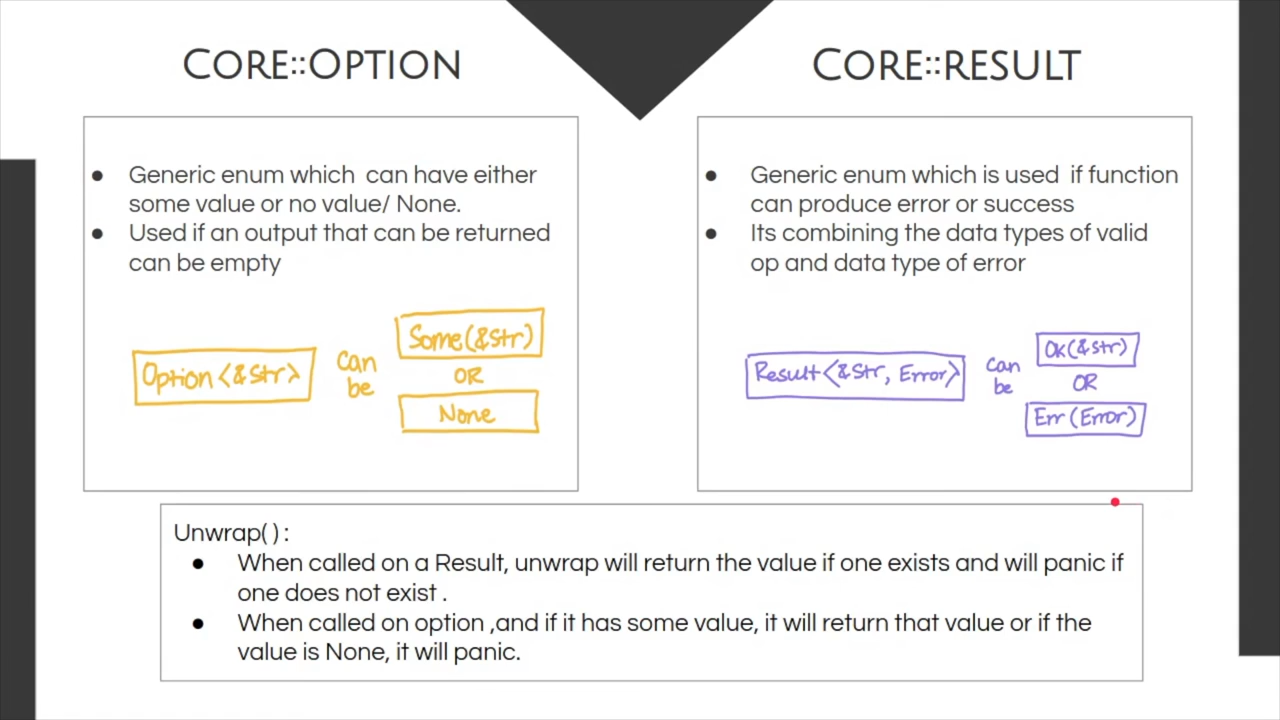 CORE::OPTION
● Generic enum which can have either
some value or no value/ None.
● Used if an output that can be returned
can be empty
Option<&str>
can
be
Some(&str)
OR
None
CORE::RESULT
● Generic enum which is used if function
can produce error or success
● Its combining the data types of valid
op and data type of error
Result<&str, Error>
can
be
Ok(&str)
OR
Err(Error)
Unwrap( ) :
● When called on a Result, unwrap will return the value if one exists and will panic if
one does not exist .
● When called on option ,and if it has some value, it will return that value or if the
value is None, it will panic.